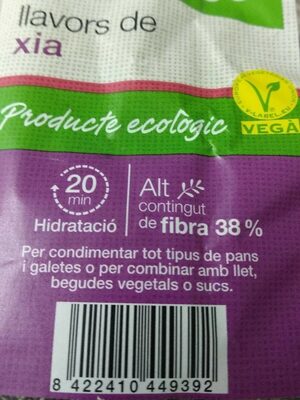 llavors de
xia
Producte ecològic
V-LABEL.EU
VEGÀ
20
min
Hidratació
Alt
contingut
de fibra 38 %
Per condimentar tot tipus de pans
i galetes o per combinar amb llet,
begudes vegetals o sucs.
8 422410 449392